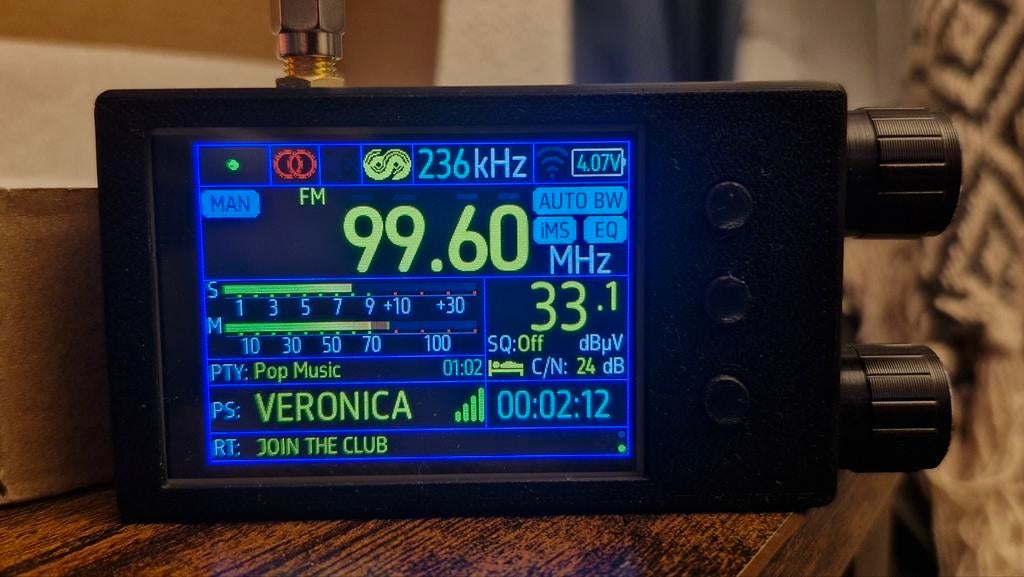 236 kHz 4.07V
MAN FM AUTO BW
99.60 iMS EQ
MHz
S
1 3 5 7 9 +10 +30
M
10 30 50 70 100
33.1
SQ:Off dBµV
C/N: 24 dB
PTY: Pop Music 01:02
PS: VERONICA 00:02:12
RT: JOIN THE CLUB